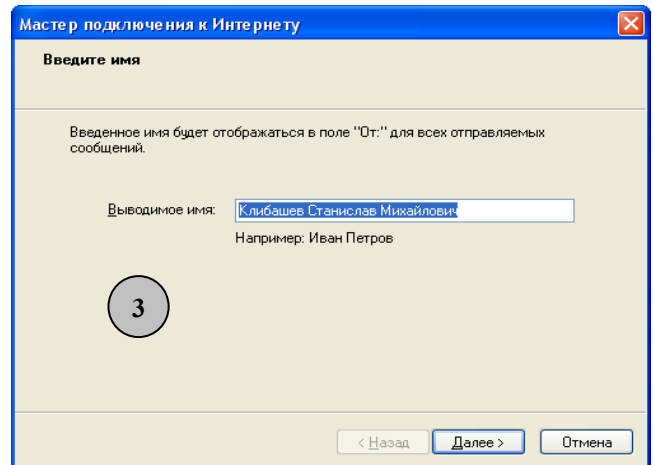 Мастер подключения к Интернету
Введите имя
Введенное имя будет отображаться в поле "От:" для всех отправляемых
сообщений.
Выводимое имя: Клибашев Станислав Михайлович
Например: Иван Петров
3
< Назад Далее > Отмена